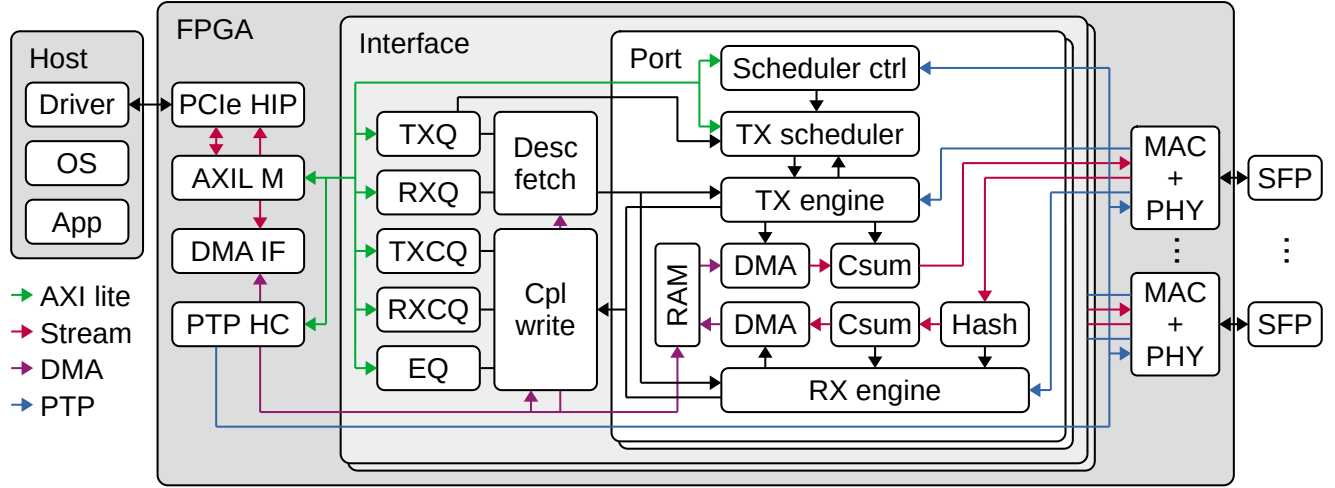 FPGA
Host
Driver
OS
App
AXI lite
Stream
DMA
PTP
PCIe HIP
AXIL M
DMA IF
PTP HC
Interface
TXQ
RXQ
TXCQ
RXCQ
EQ
Desc
fetch
Cpl
write
Port
Scheduler ctrl
TX scheduler
TX engine
RAM
DMA
Csum
DMA
Csum
Hash
RX engine
MAC
+
PHY
SFP
MAC
+
PHY
SFP